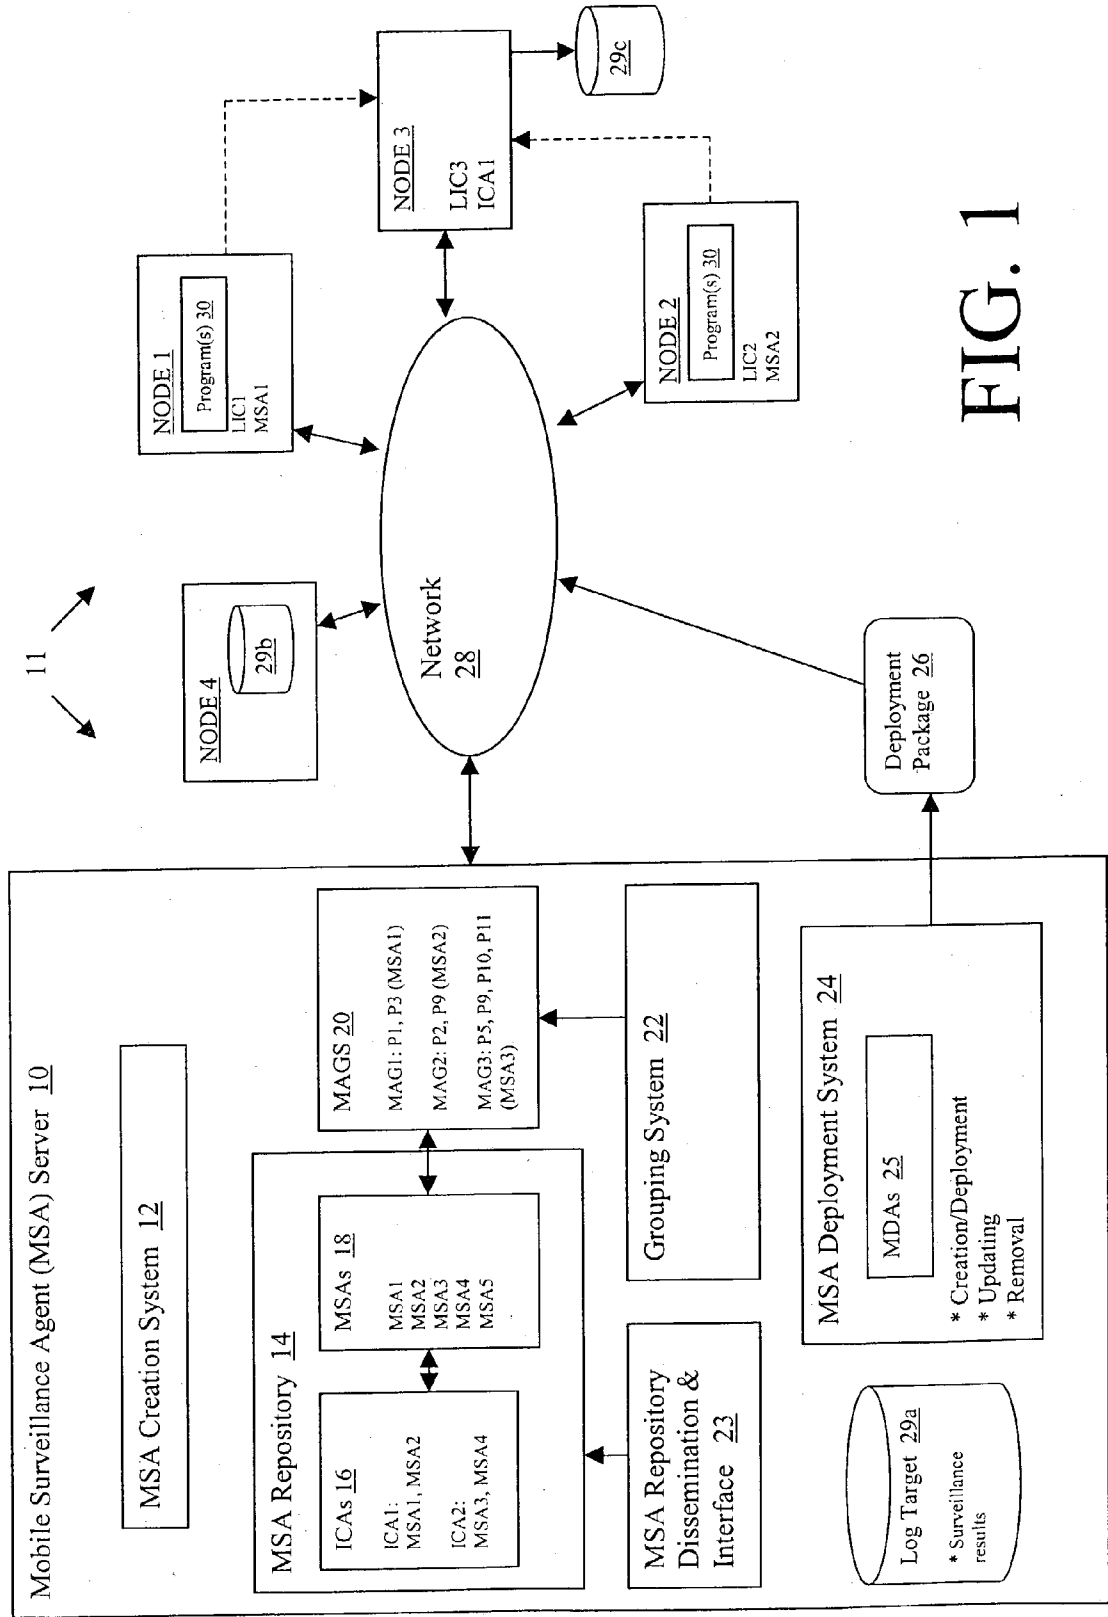 11
Mobile Surveillance Agent (MSA) Server 10
MSA Creation System 12
MSA Repository 14
ICAs 16
ICA1:
MSA1, MSA2
ICA2:
MSA3, MSA4
MSAs 18
MSA1
MSA2
MSA3
MSA4
MSA5
MAGS 20
MAG1: P1, P3 (MSA1)
MAG2: P2, P9 (MSA2)
MAG3: P5, P9, P10, P11
(MSA3)
MSA Repository
Dissemination &
Interface 23
Grouping System 22
Log Target 29a
* Surveillance
results
MSA Deployment System 24
MDAs 25
* Creation/Deployment
* Updating
* Removal
Deployment
Package 26
Network
28
NODE 4
29b
NODE 1
Program(s) 30
LIC1
MSA1
NODE 3
LIC3
ICA1
29c
NODE 2
Program(s) 30
LIC2
MSA2
FIG. 1